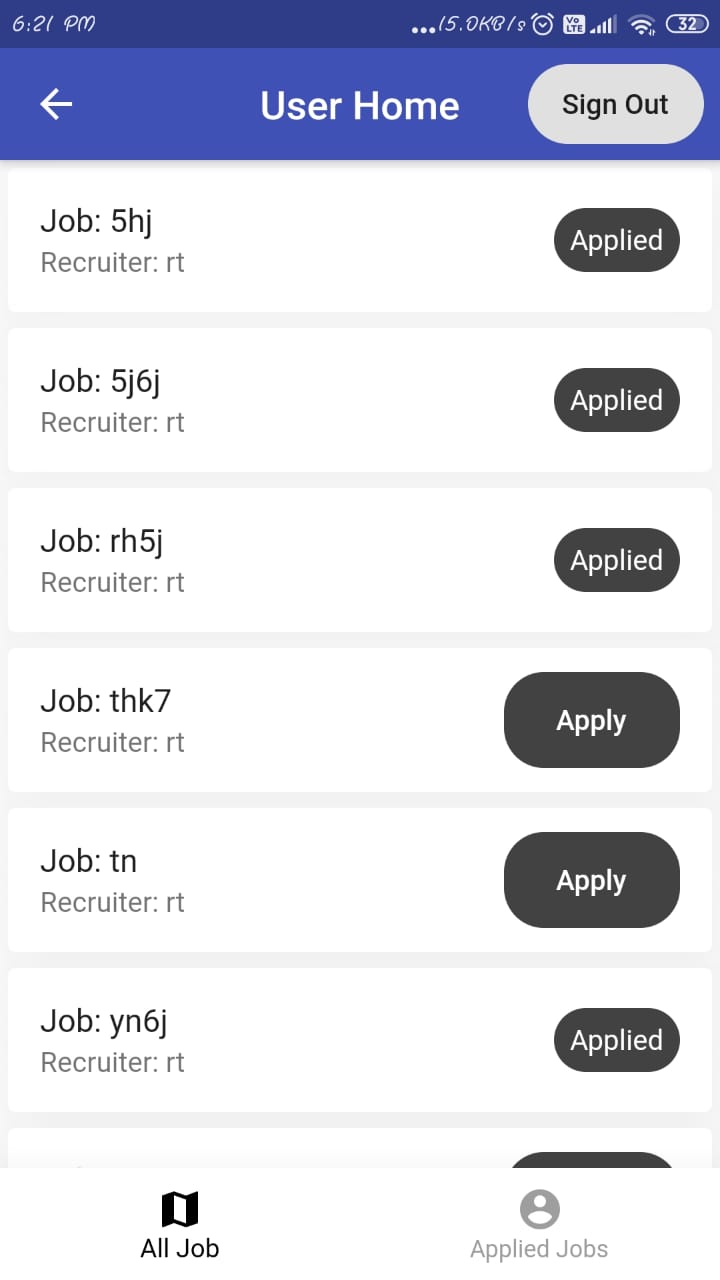 6:21 PM
...15.0KB/s Vo LTE 32
User Home
Sign Out
Job: 5hj
Recruiter: rt
Applied
Job: 5j6j
Recruiter: rt
Applied
Job: rh5j
Recruiter: rt
Applied
Job: thk7
Recruiter: rt
Apply
Job: tn
Recruiter: rt
Apply
Job: yn6j
Recruiter: rt
Applied
All Job
Applied Jobs